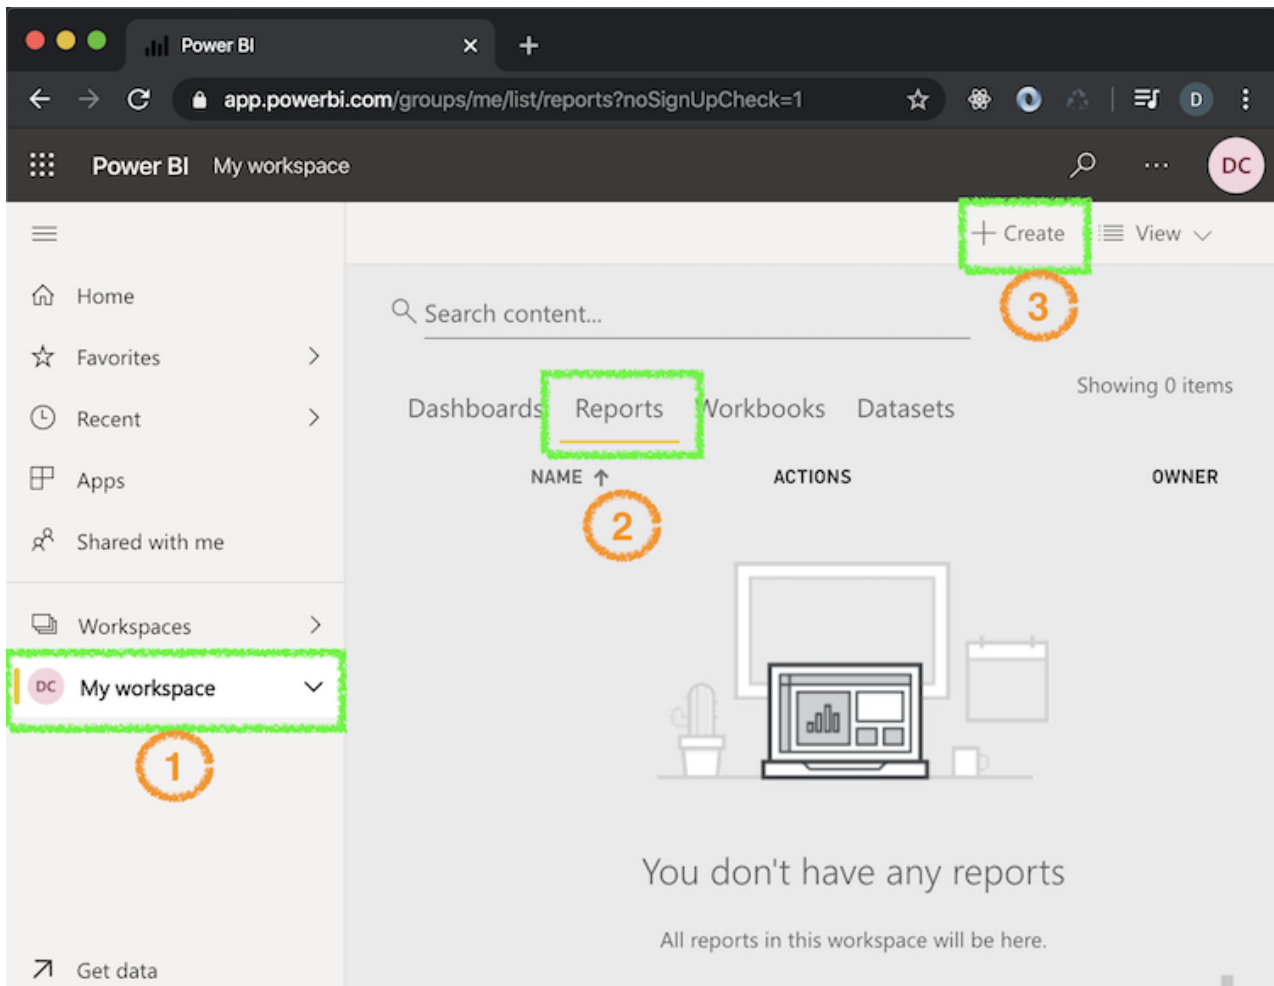 Power BI
app.powerbi.com/groups/me/list/reports?noSignUpCheck=1
D
Power BI My workspace
DC
Create
View
Home
3
Search content...
Favorites
Showing 0 items
Dashboards Reports Workbooks Datasets
Recent
NAME ACTIONS OWNER
Apps
2
Shared with me
Workspaces
DC My workspace
1
You don't have any reports
All reports in this workspace will be here.
Get data